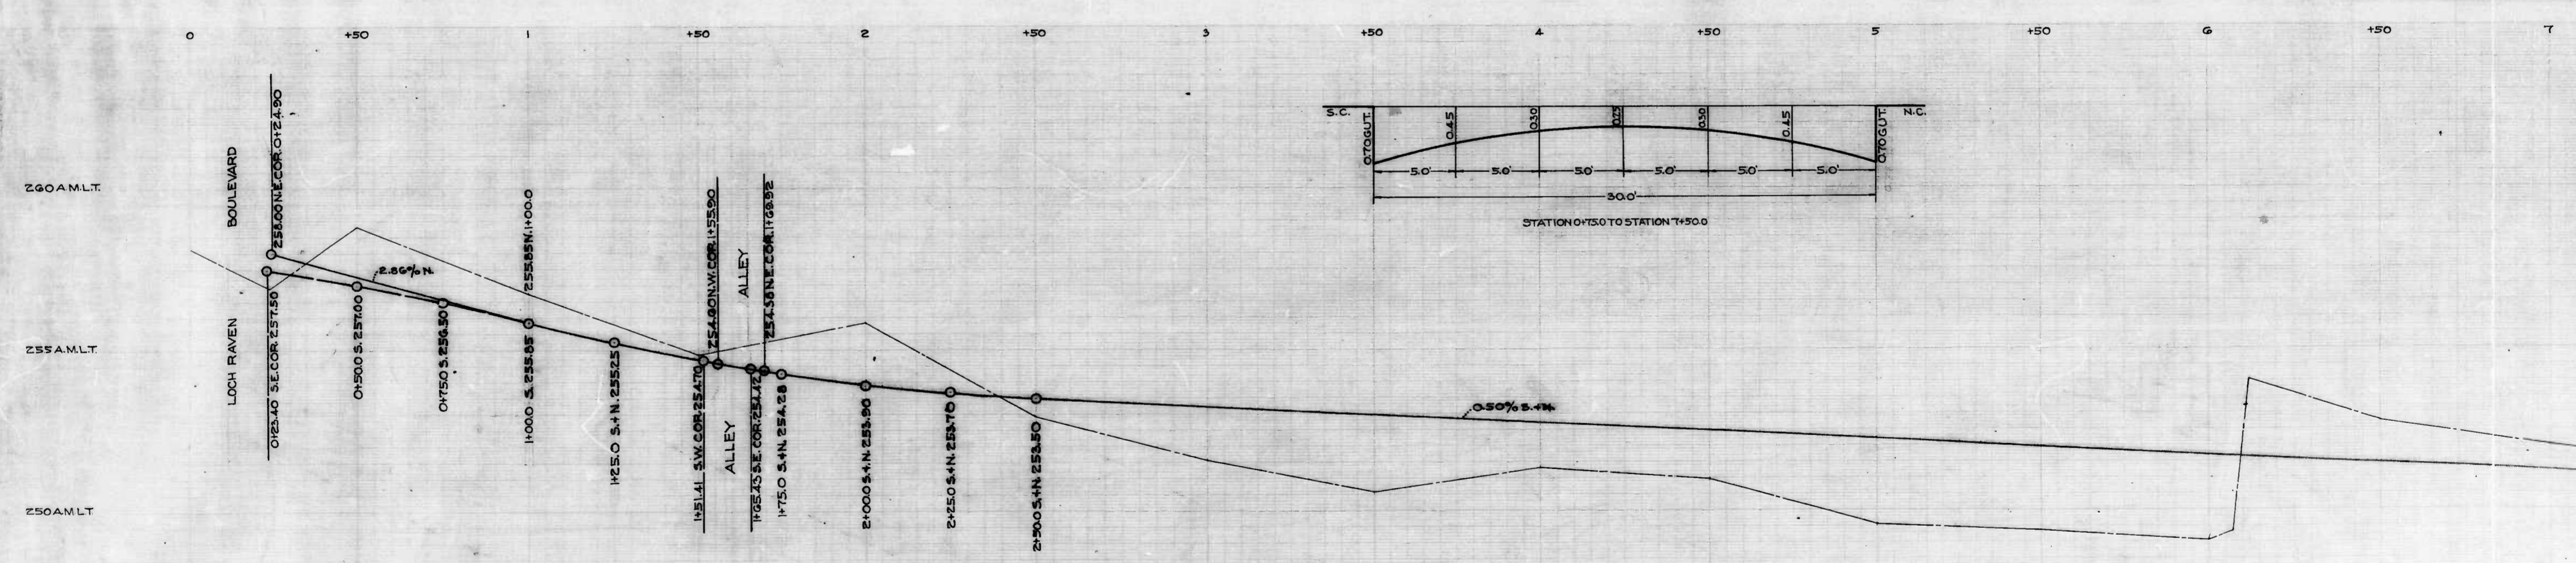 0 +50 1 +50 2 +50 3 +50 4 +50 5 +50 6 +50 7
260 A.M.L.T.
255 A.M.L.T.
250 A.M.L.T
BOULEVARD
LOCH RAVEN
258.00 N.E. COR. 0+24.90
0+23.40 S.E. COR. 257.50
2.86% N.
0+50.0 S. 257.00
0+75.0 S. 256.50
255.85 N. 1+00.0
1+00.0 S. 255.85
1+25.0 S.+N. 255.25
1+51.41 S.W. COR. 254.70
254.60 N.W. COR. 1+55.90
ALLEY
ALLEY
1+65.43 S.E. COR. 254.42
254.38 N.E. COR. 1+69.92
1+75.0 S.+N. 254.28
2+00.0 S.+N. 253.90
2+25.0 S.+N. 253.70
2+50.0 S.+N. 253.50
0.50% S.+N.
S.C. N.C.
0.70 GUT. 0.45 0.30 0.25 0.30 0.45 0.70 GUT.
5.0' 5.0' 5.0' 5.0' 5.0' 5.0'
30.0'
STATION 0+75.0 TO STATION 7+50.0